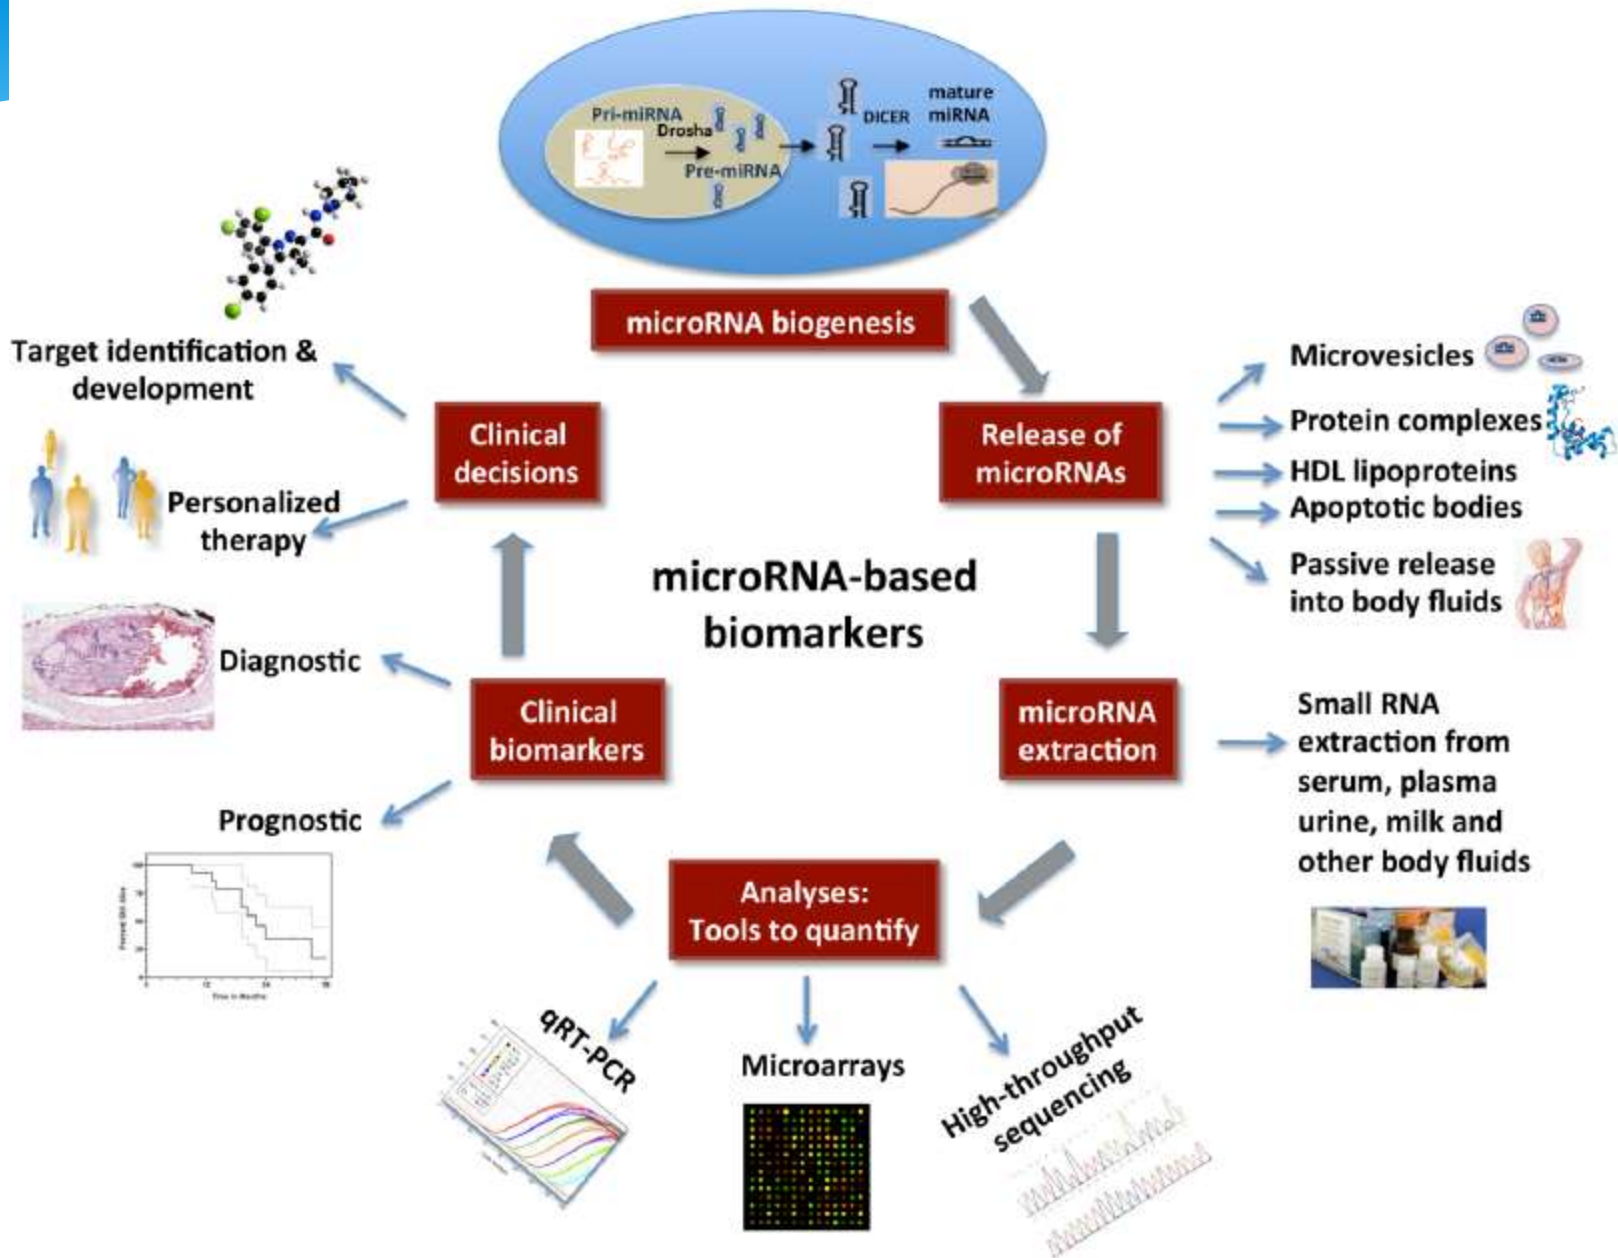 Pri-miRNA
Drosha
Pre-miRNA
DICER
mature
miRNA
microRNA biogenesis
Release of
microRNAs
Microvesicles
Protein complexes
HDL lipoproteins
Apoptotic bodies
Passive release
into body fluids
microRNA
extraction
Small RNA
extraction from
serum, plasma
urine, milk and
other body fluids
Analyses:
Tools to quantify
qRT-PCR
Microarrays
High-throughput
sequencing
Clinical
biomarkers
Diagnostic
Prognostic
Time in Months
Clinical
decisions
Target identification &
development
Personalized
therapy
microRNA-based
biomarkers